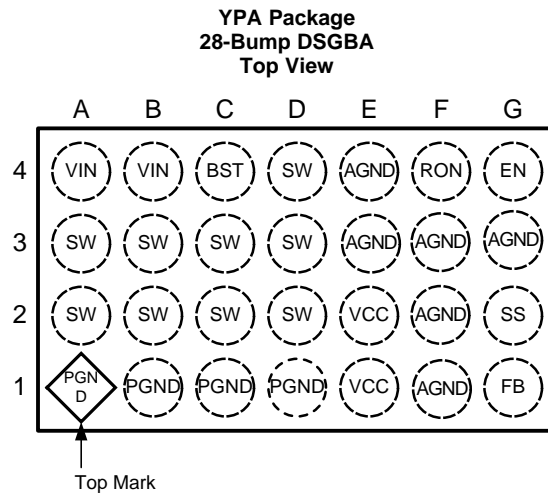 YPA Package
28-Bump DSGBA
Top View
A B C D E F G
4 VIN VIN BST SW AGND RON EN
3 SW SW SW SW AGND AGND AGND
2 SW SW SW SW VCC AGND SS
1 PGN
D PGND PGND PGND VCC AGND FB
Top Mark